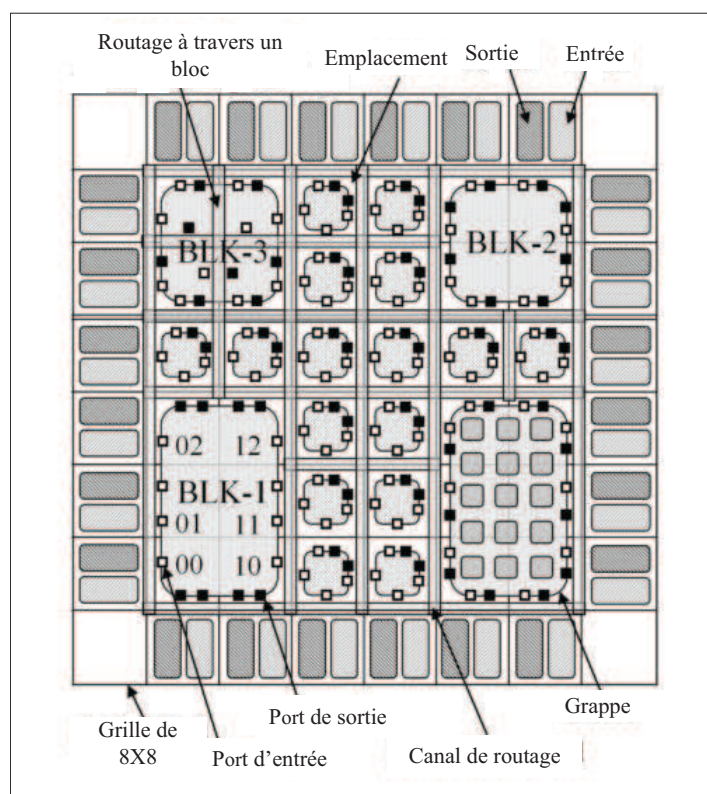 Routage à travers un
bloc
Emplacement
Sortie
Entrée
BLK-3
BLK-2
02 12
BLK-1
01 11
00 10
Grappe
Port de sortie
Grille de
8X8
Port d'entrée
Canal de routage